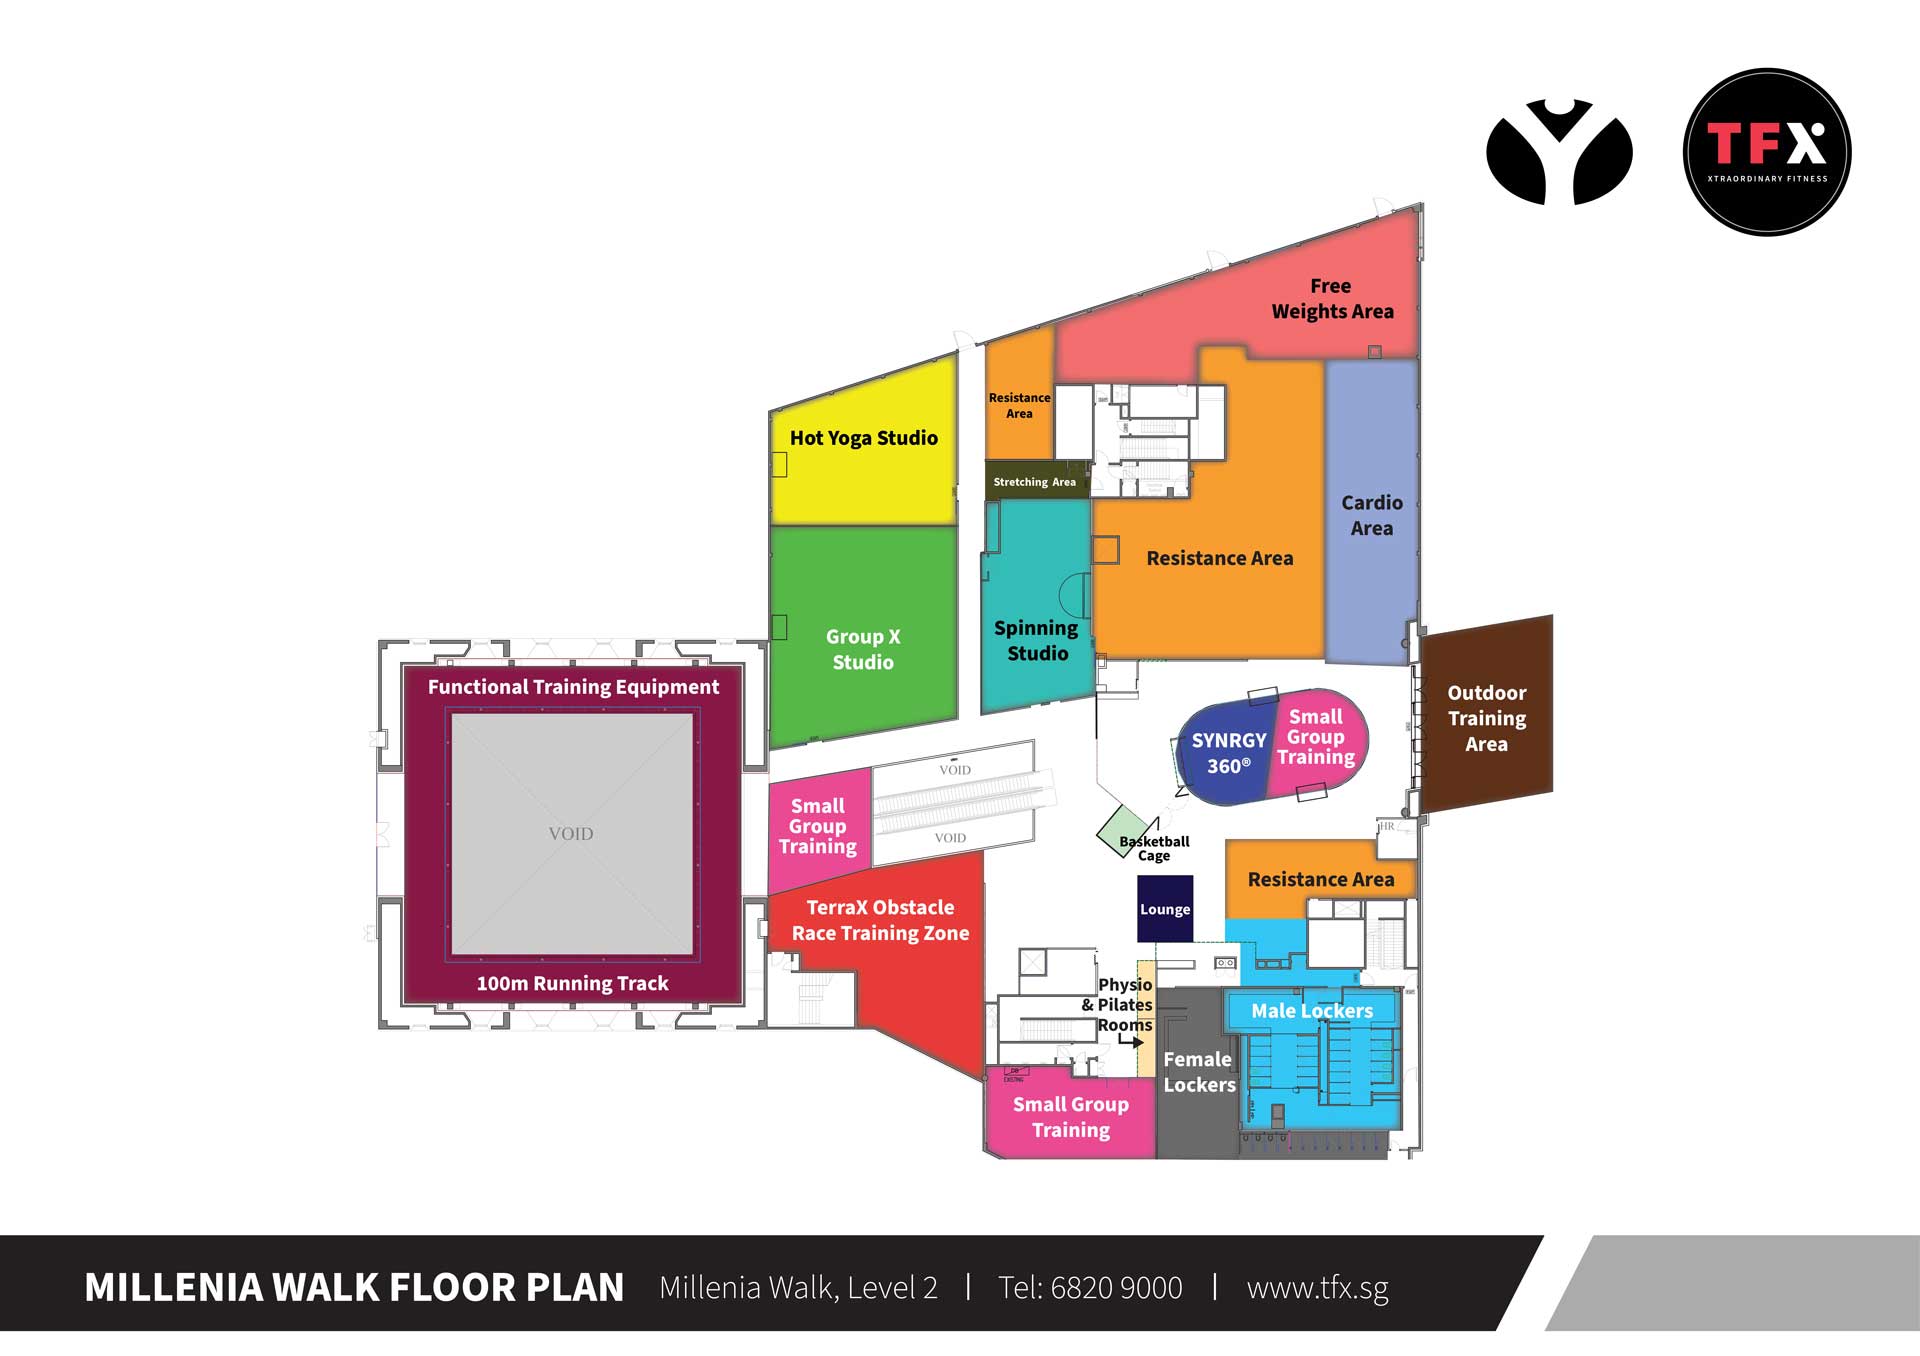 TFX
XTRAORDINARY FITNESS
Free
Weights Area
Resistance
Area
Hot Yoga Studio
Stretching Area
Cardio
Area
Resistance Area
Group X
Studio
Spinning
Studio
Functional Training Equipment
VOID
100m Running Track
Outdoor
Training
Area
SYNRGY
360®
Small
Group
Training
VOID
VOID
Small
Group
Training
Basketball
Cage
HR
Resistance Area
Lounge
TerraX Obstacle
Race Training Zone
Physio
& Pilates
Rooms
Male Lockers
Female
Lockers
DB
EXISTING
Small Group
Training
MILLENIA WALK FLOOR PLAN Millenia Walk, Level 2 | Tel: 6820 9000 | www.tfx.sg